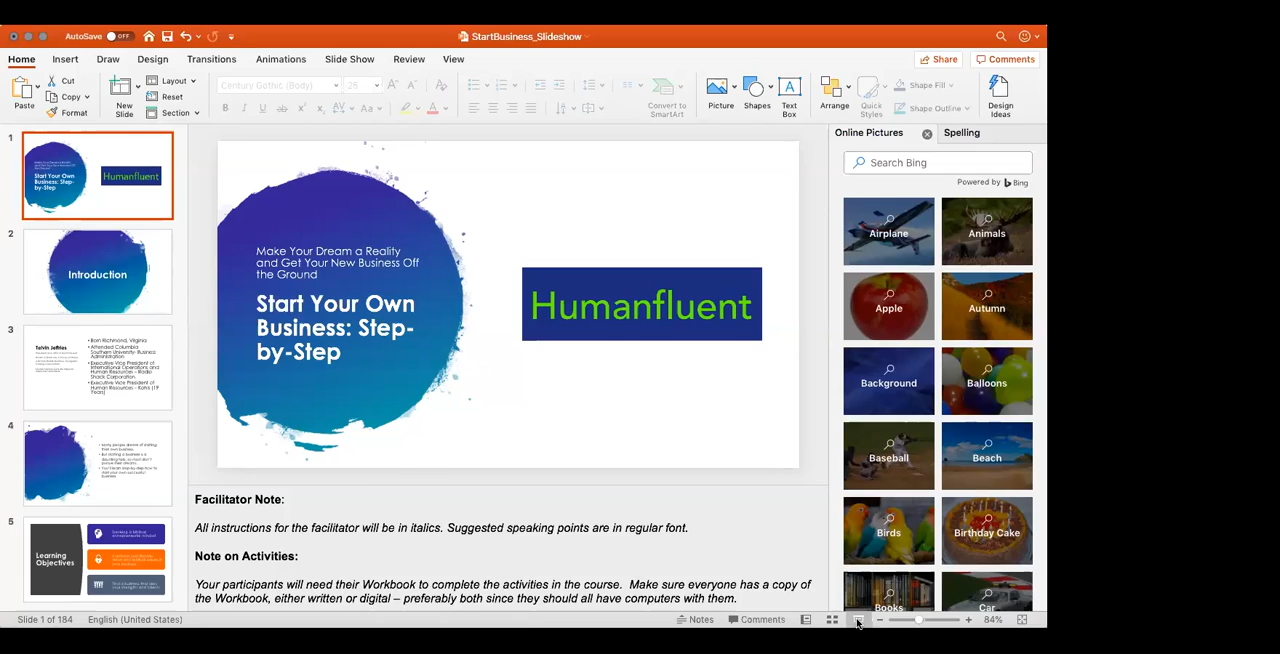 AutoSave OFF
StartBusiness_Slideshow
Home Insert Draw Design Transitions Animations Slide Show Review View
Share Comments
Paste
Cut
Copy
Format
New Slide
Layout
Reset
Section
Century Gothic (Body) 25
B I U ab X X AV Aa A
Convert to SmartArt
Picture
Shapes
Text Box
Arrange
Quick Styles
Shape Fill
Shape Outline
Design Ideas
1
Start Your Own
Business: Step-
by-Step
Humanfluent
2
Introduction
3
Telvin Jeffries
• Born Richmond, Virginia
• Attended Columbia
Southern University- Business
Administration
• Executive Vice President of
International Operations and
Human Resources – Radio
Shack Corporation.
• Executive Vice President of
Human Resources – Kohls (19
Years)
4
5
Learning
Objectives
Make Your Dream a Reality
and Get Your New Business Off
the Ground
Start Your Own
Business: Step-
by-Step
Humanfluent
Facilitator Note:
All instructions for the facilitator will be in italics. Suggested speaking points are in regular font.
Note on Activities:
Your participants will need their Workbook to complete the activities in the course. Make sure everyone has a copy of
the Workbook, either written or digital – preferably both since they should all have computers with them.
Online Pictures Spelling
Search Bing
Powered by Bing
Airplane Animals
Apple Autumn
Background Balloons
Baseball Beach
Birds Birthday Cake
Books Car
Slide 1 of 184 English (United States) Notes Comments 84%